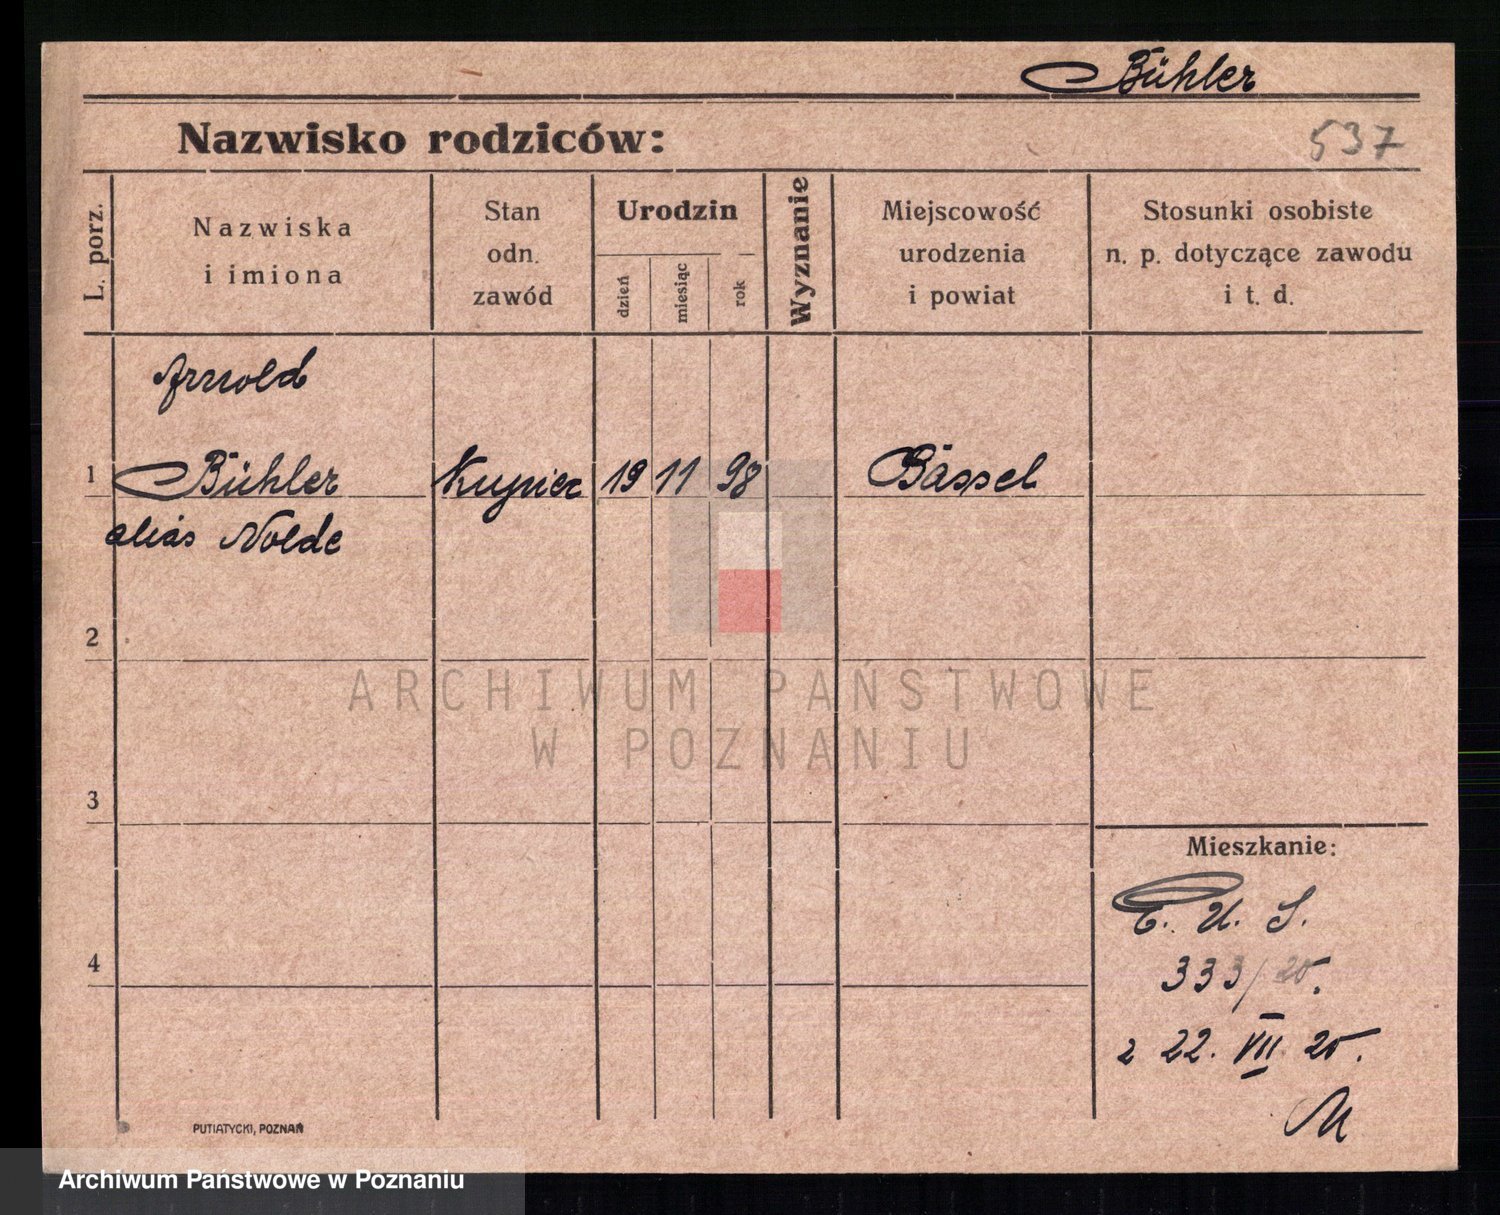 Bühler
Nazwisko rodziców:
537
L. porz.
Nazwiska
i imiona
Stan
odn.
zawód
Urodzin
dzień
miesiąc
rok
Wyznanie
Miejscowość
urodzenia
i powiat
Stosunki osobiste
n. p. dotyczące zawodu
i t. d.
Arnold
1 Bühler Kupiec 19 11 98 Bassel
alias Nolde
2
3
4
Mieszkanie:
E. U. S.
333/20.
z 22. VII 20.
M
PUTIATYCKI, POZNAŃ
ARCHIWUM PAŃSTWOWE
W POZNANIU
Archiwum Państwowe w Poznaniu